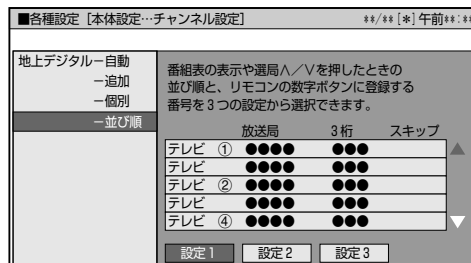 ■各種設定［本体設定…チャンネル設定］ **/**[*]午前**:**
地上デジタルー自動
ー追加
ー個別
ー並び順
番組表の表示や選局∧／∨を押したときの
並び順と、リモコンの数字ボタンに登録する
番号を3つの設定から選択できます。
放送局 3桁 スキップ
テレビ ① ●●●● ●●●
テレビ ●●●● ●●●
テレビ ② ●●●● ●●●
テレビ ●●●● ●●●
テレビ ④ ●●●● ●●●
設定1 設定2 設定3